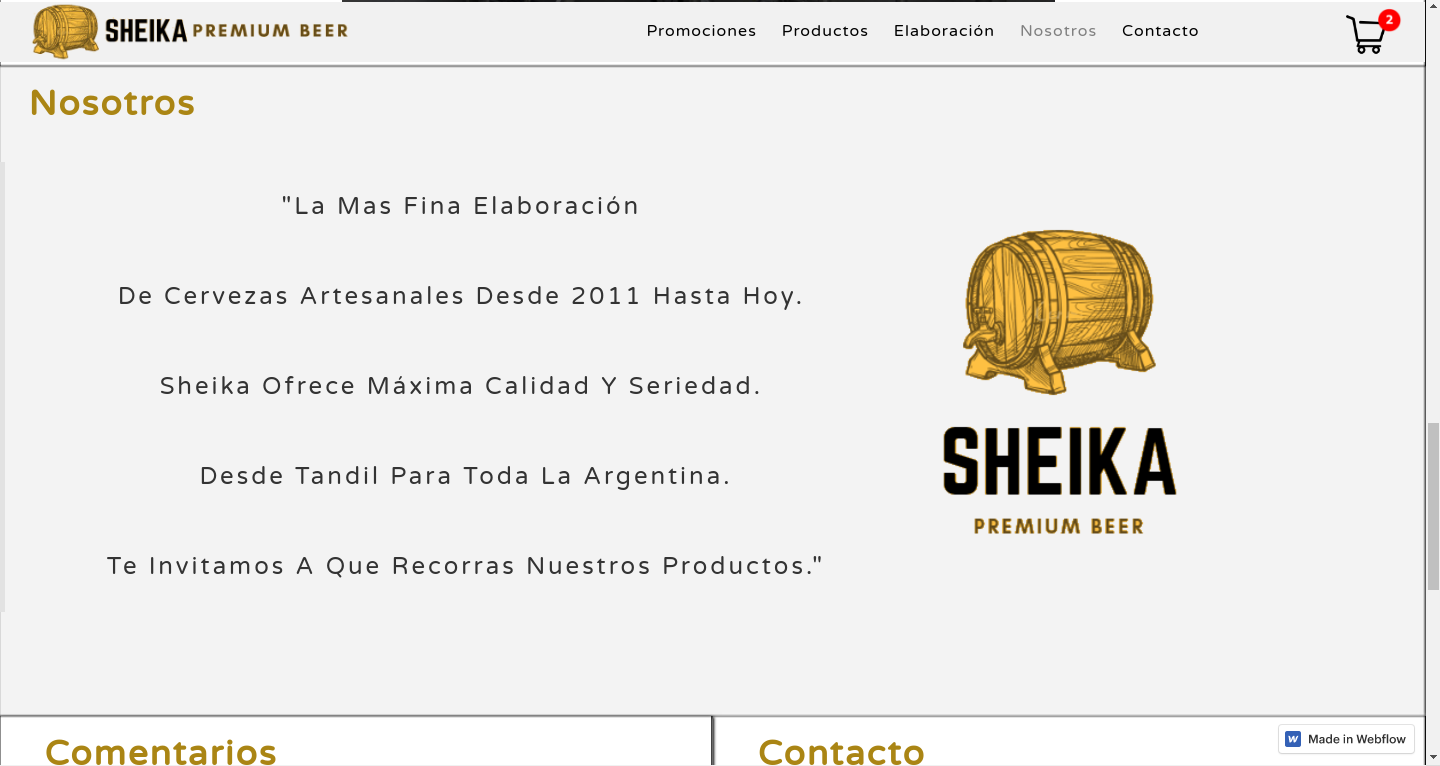 SHEIKA PREMIUM BEER
Promociones Productos Elaboración Nosotros Contacto
2
Nosotros
"La Mas Fina Elaboración
De Cervezas Artesanales Desde 2011 Hasta Hoy.
Sheika Ofrece Máxima Calidad Y Seriedad.
Desde Tandil Para Toda La Argentina.
Te Invitamos A Que Recorras Nuestros Productos."
SHEIKA
PREMIUM BEER
Comentarios
Contacto
Made in Webflow